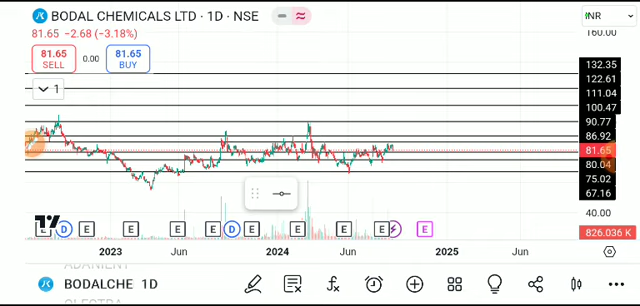 BODAL CHEMICALS LTD · 1D · NSE
INR
81.65 −2.68 (−3.18%)
160.00
81.65
SELL
0.00
81.65
BUY
132.35
122.61
1
111.04
100.47
90.77
86.92
81.65
80.04
75.02
67.16
40.00
E D E E E E D E E E E E
826.036 K
2023 Jun 2024 Jun 2025 Jun
ADANIENT
BODALCHE 1D